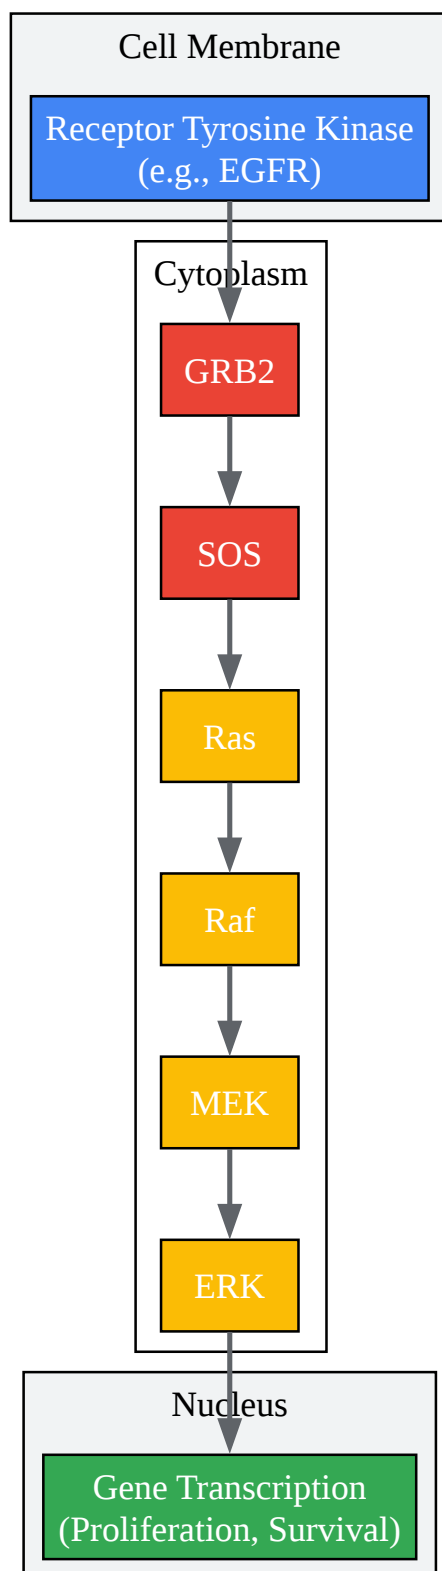 Cell Membrane
Receptor Tyrosine Kinase
(e.g., EGFR)
Cytoplasm
GRB2
SOS
Ras
Raf
MEK
ERK
Nucleus
Gene Transcription
(Proliferation, Survival)